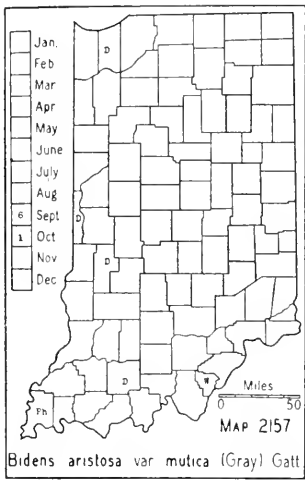 Jan.
Feb
Mar
Apr
May
June
July
Aug
6 Sept
1 Oct
Nov
Dec
D
D
D
D
W
Ph
Miles
0 50
MAP 2157
Bidens aristosa var mutica (Gray) Gatt